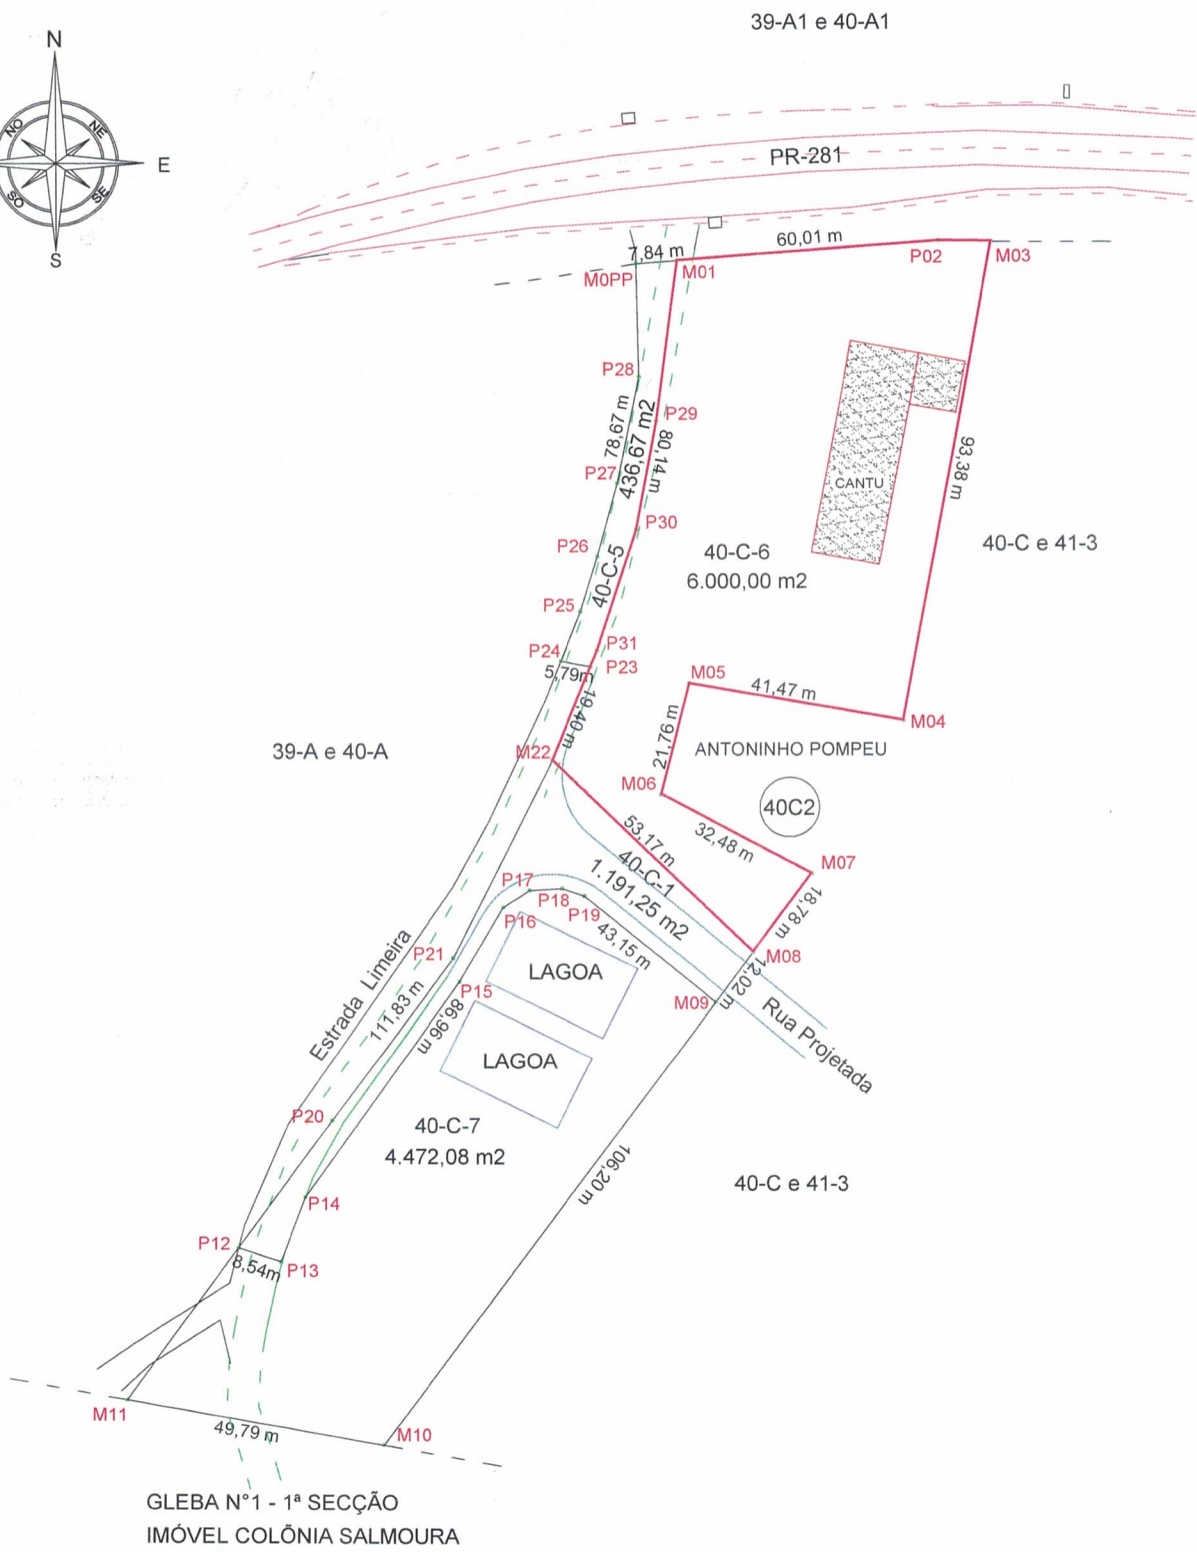 39-A1 e 40-A1
N
NO
NE
E
SO
SE
S
PR-281
60,01 m
7,84 m
M0PP
M01
P02
M03
P28
78,67 m
436,67 m2
P29
80,14 m
93,38 m
P27
CANTU
P30
P26
40-C-5
40-C-6
6.000,00 m2
40-C e 41-3
P25
P24
P31
P23
5,79m
M05
41,47 m
M04
19,40 m
21,76 m
39-A e 40-A
M22
ANTONINHO POMPEU
M06
40C2
53,17 m
32,48 m
M07
40-C-1
1.191,25 m2
18,78 m
P17
P18
P19
P16
43,15 m
M08
12,02 m
P21
LAGOA
Estrada Limeira
111,83 m
P15
86,96 m
M09
Rua Projetada
LAGOA
P20
40-C-7
4.472,08 m2
106,20 m
40-C e 41-3
P14
P12
8,54m
P13
M11
49,79 m
M10
GLEBA N°1 - 1ª SECÇÃO
IMÓVEL COLÕNIA SALMOURA